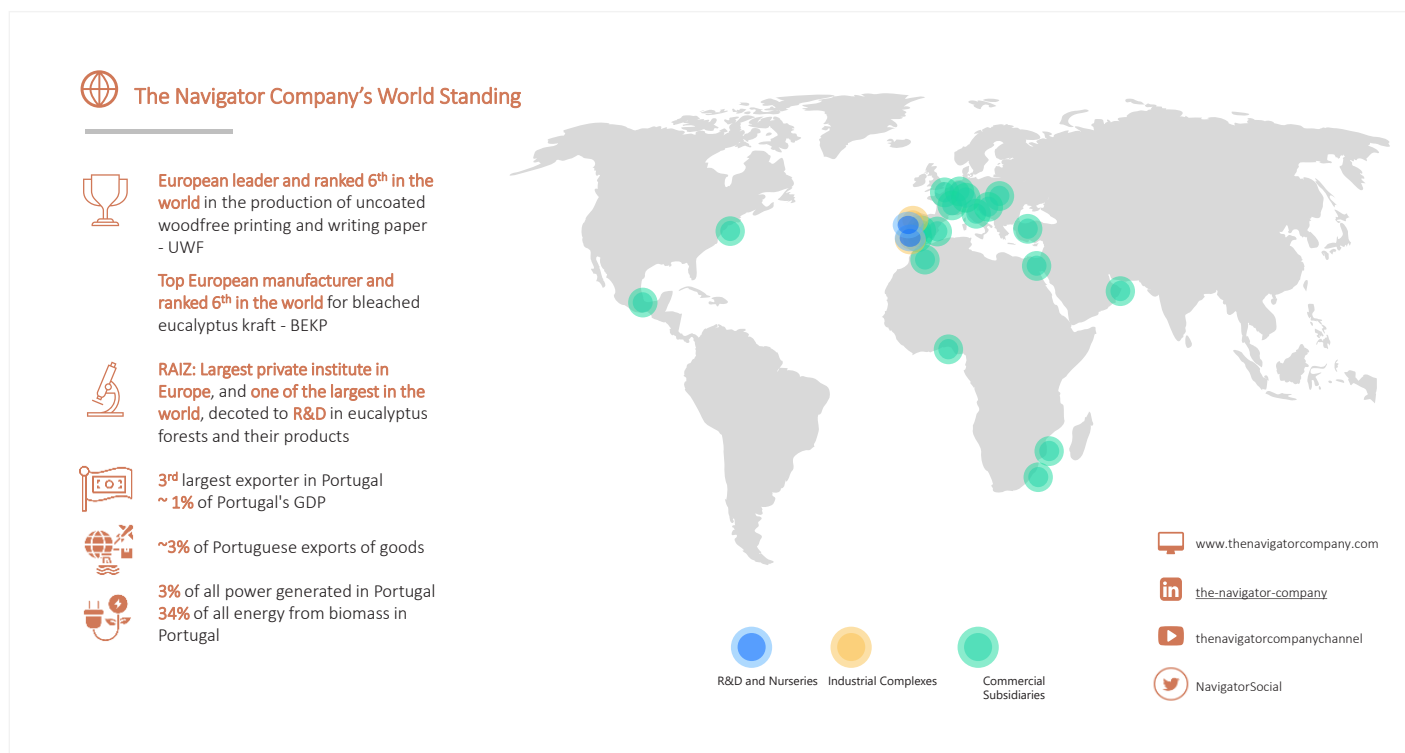 The Navigator Company's World Standing
European leader and ranked 6th in the
world in the production of uncoated
woodfree printing and writing paper
- UWF
Top European manufacturer and
ranked 6th in the world for bleached
eucalyptus kraft - BEKP
RAIZ: Largest private institute in
Europe, and one of the largest in the
world, decoted to R&D in eucalyptus
forests and their products
3rd largest exporter in Portugal
~ 1% of Portugal's GDP
~3% of Portuguese exports of goods
3% of all power generated in Portugal
34% of all energy from biomass in
Portugal
R&D and Nurseries
Industrial Complexes
Commercial
Subsidiaries
www.thenavigatorcompany.com
in
the-navigator-company
thenavigatorcompanychannel
NavigatorSocial